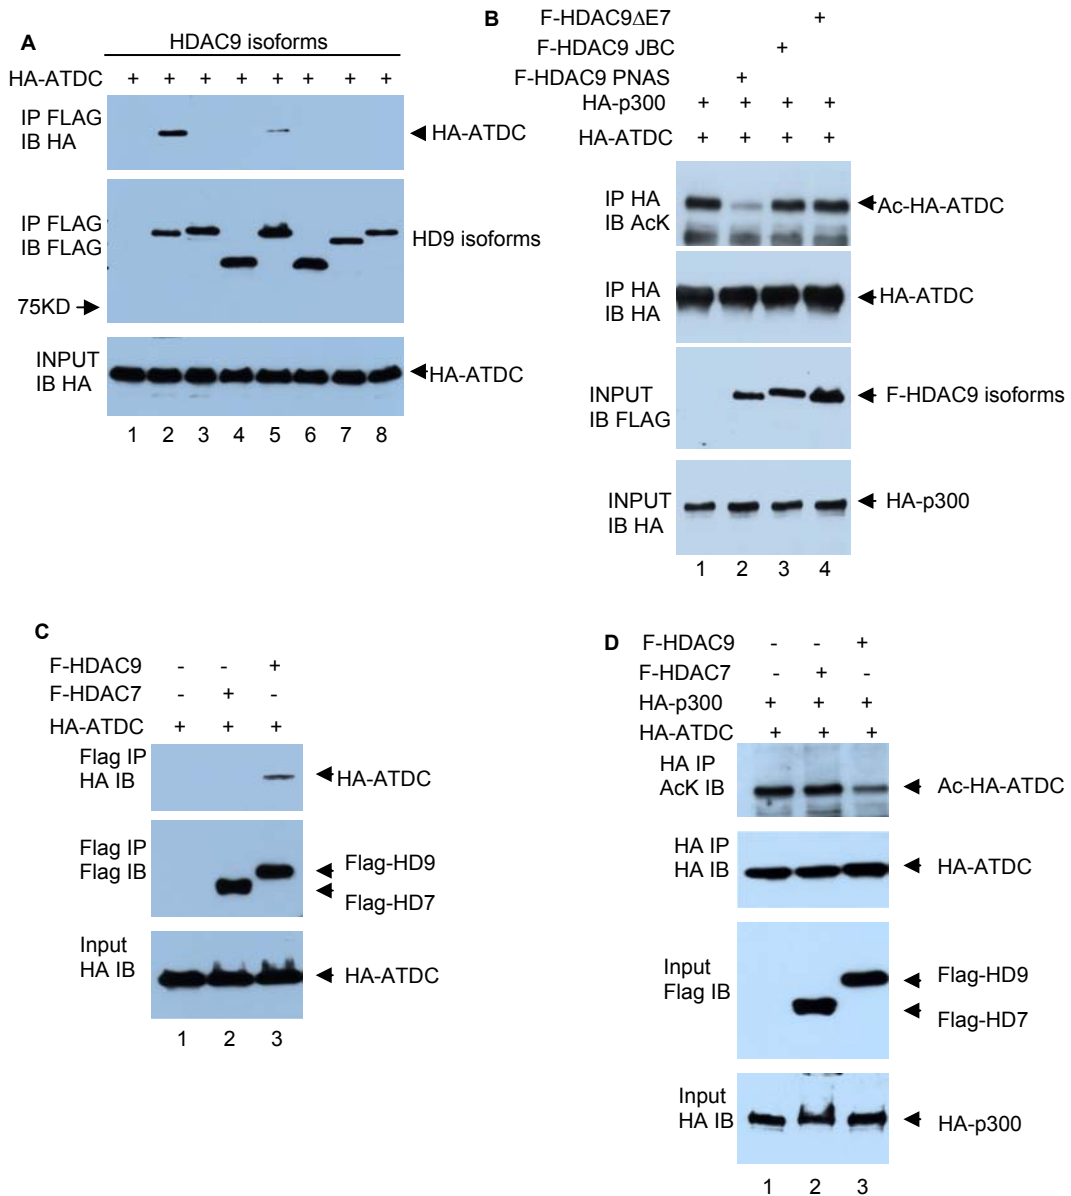 A
HDAC9 isoforms
HA-ATDC + + + + + + + +
IP FLAG
IB HA
HA-ATDC
IP FLAG
IB FLAG
HD9 isoforms
75KD
INPUT
IB HA
HA-ATDC
1 2 3 4 5 6 7 8
B
F-HDAC9ΔE7 +
F-HDAC9 JBC +
F-HDAC9 PNAS +
HA-p300 + + + +
HA-ATDC + + + +
IP HA
IB AcK
Ac-HA-ATDC
IP HA
IB HA
HA-ATDC
INPUT
IB FLAG
F-HDAC9 isoforms
INPUT
IB HA
HA-p300
1 2 3 4
C
F-HDAC9 - - +
F-HDAC7 - + -
HA-ATDC + + +
Flag IP
HA IB
HA-ATDC
Flag IP
Flag IB
Flag-HD9
Flag-HD7
Input
HA IB
HA-ATDC
1 2 3
D
F-HDAC9 - - +
F-HDAC7 - + -
HA-p300 + + +
HA-ATDC + + +
HA IP
AcK IB
Ac-HA-ATDC
HA IP
HA IB
HA-ATDC
Input
Flag IB
Flag-HD9
Flag-HD7
Input
HA IB
HA-p300
1 2 3